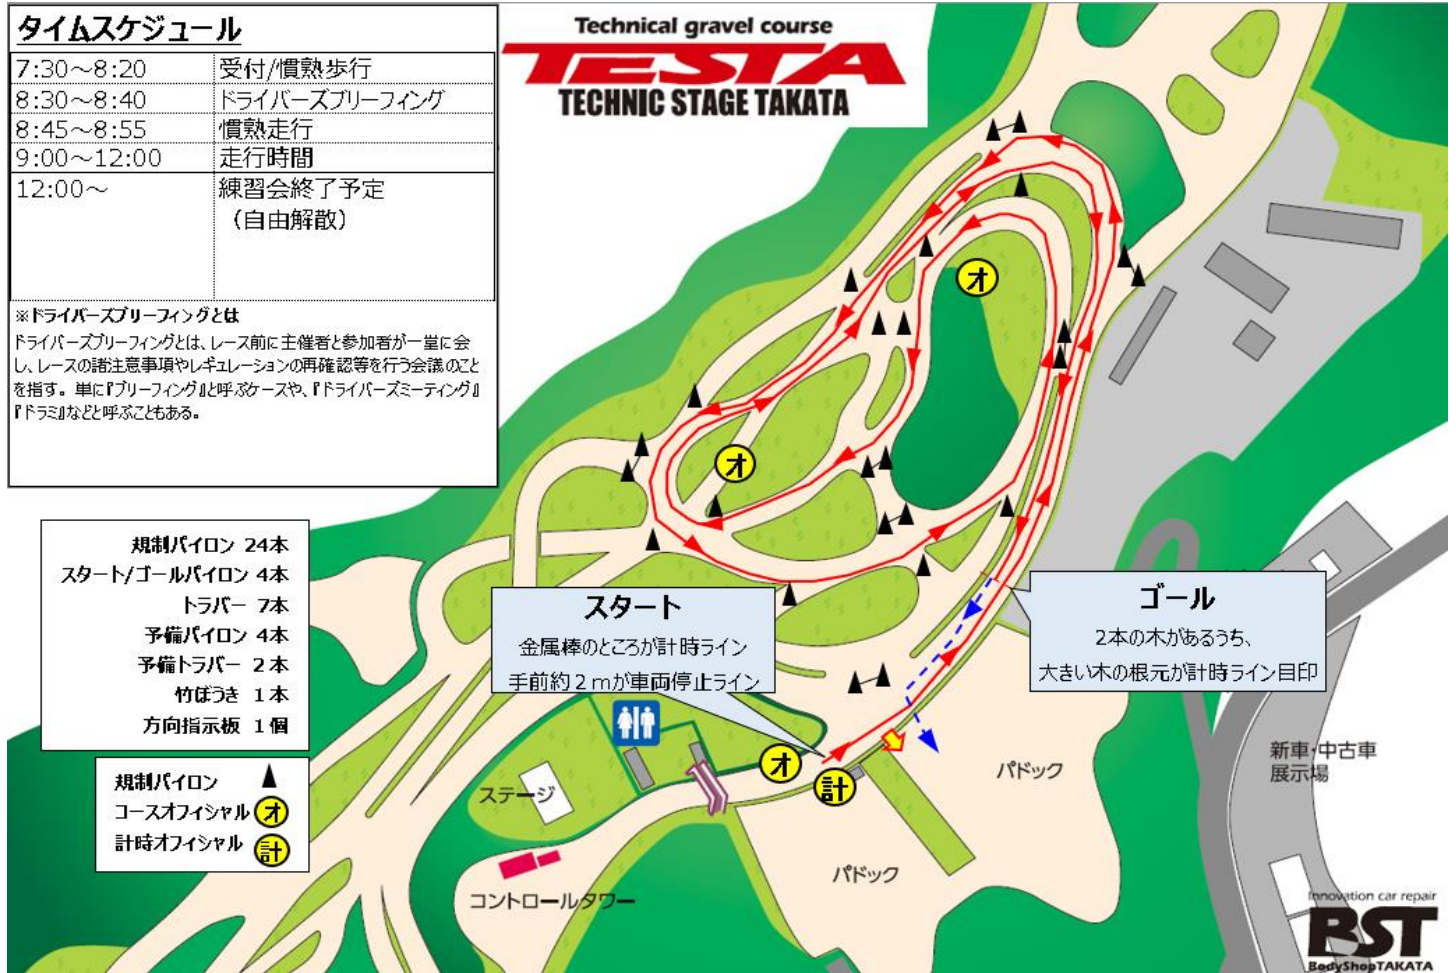 タイムスケジュール
7:30～8:20 受付/慣熟歩行
8:30～8:40 ドライバーズブリーフィング
8:45～8:55 慣熟走行
9:00～12:00 走行時間
12:00～ 練習会終了予定
（自由解散）
※ドライバーズブリーフィングとは
ドライバーズブリーフィングとは、レース前に主催者と参加者が一堂に会
し、レースの諸注意事項やレギュレーションの再確認等を行う会議のこと
を指す。単に『ブリーフィング』と呼ぶケースや、『ドライバーズミーティング』
『ドラミ』などと呼ぶこともある。
Technical gravel course
TESTA
TECHNIC STAGE TAKATA
オ
オ
規制パイロン 24本
スタート/ゴールパイロン 4本
トラバー 7本
予備パイロン 4本
予備トラバー 2本
竹ぼうき 1本
方向指示板 1個
スタート
金属棒のところが計時ライン
手前約2mが車両停止ライン
ゴール
2本の木があるうち、
大きい木の根元が計時ライン目印
規制パイロン
コースオフィシャル オ
計時オフィシャル 計
オ
計
ステージ
パドック
パドック
コントロールタワー
新車・中古車
展示場
Innovation car repair
BST
BodyShopTAKATA